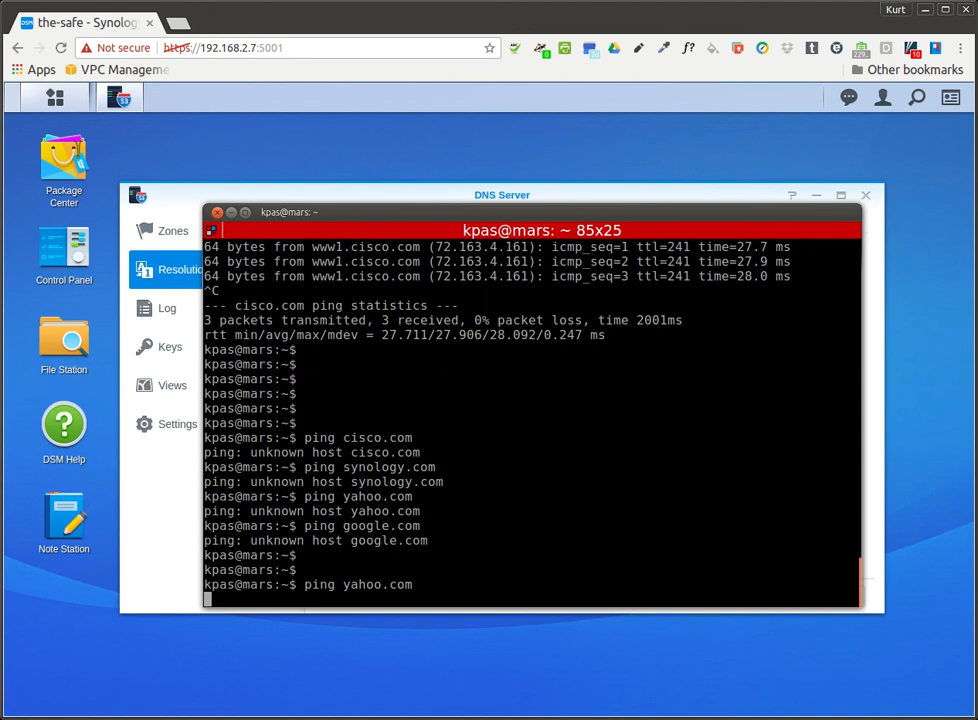 Kurt
the-safe - Synolog
Not secure https://192.168.2.7:5001
Apps VPC Manageme Other bookmarks
Package
Center
Control Panel
File Station
DSM Help
Note Station
DNS Server
Zones
Resolutio
Log
Keys
Views
Settings
kpas@mars: ~
kpas@mars: ~ 85x25
64 bytes from www1.cisco.com (72.163.4.161): icmp_seq=1 ttl=241 time=27.7 ms
64 bytes from www1.cisco.com (72.163.4.161): icmp_seq=2 ttl=241 time=27.9 ms
64 bytes from www1.cisco.com (72.163.4.161): icmp_seq=3 ttl=241 time=28.0 ms
^C
--- cisco.com ping statistics ---
3 packets transmitted, 3 received, 0% packet loss, time 2001ms
rtt min/avg/max/mdev = 27.711/27.906/28.092/0.247 ms
kpas@mars:~$
kpas@mars:~$
kpas@mars:~$
kpas@mars:~$
kpas@mars:~$
kpas@mars:~$
kpas@mars:~$ ping cisco.com
ping: unknown host cisco.com
kpas@mars:~$ ping synology.com
ping: unknown host synology.com
kpas@mars:~$ ping yahoo.com
ping: unknown host yahoo.com
kpas@mars:~$ ping google.com
ping: unknown host google.com
kpas@mars:~$
kpas@mars:~$
kpas@mars:~$ ping yahoo.com